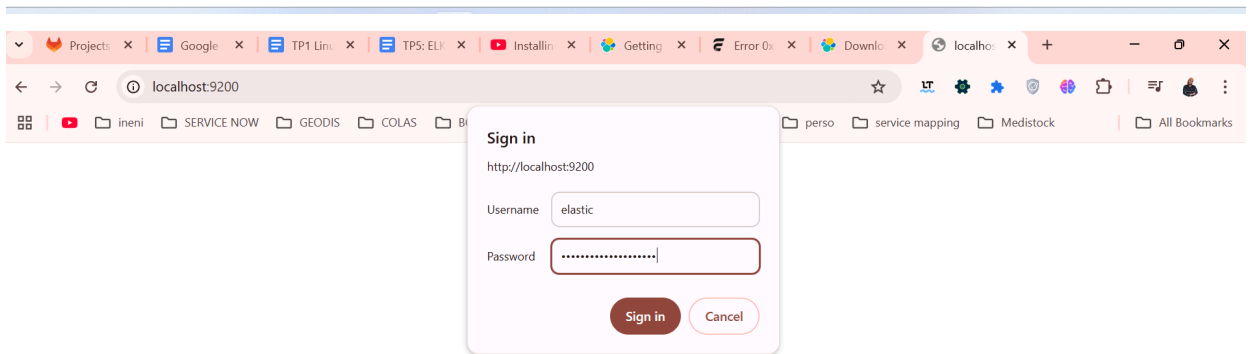 Projects
Google
TP1 Linu
TP5: ELK
Installin
Getting
Error 0x
Downlo
localhos
localhost:9200
ineni
SERVICE NOW
GEODIS
COLAS
perso
service mapping
Medistock
All Bookmarks
Sign in
http://localhost:9200
Username elastic
Password
Sign in Cancel